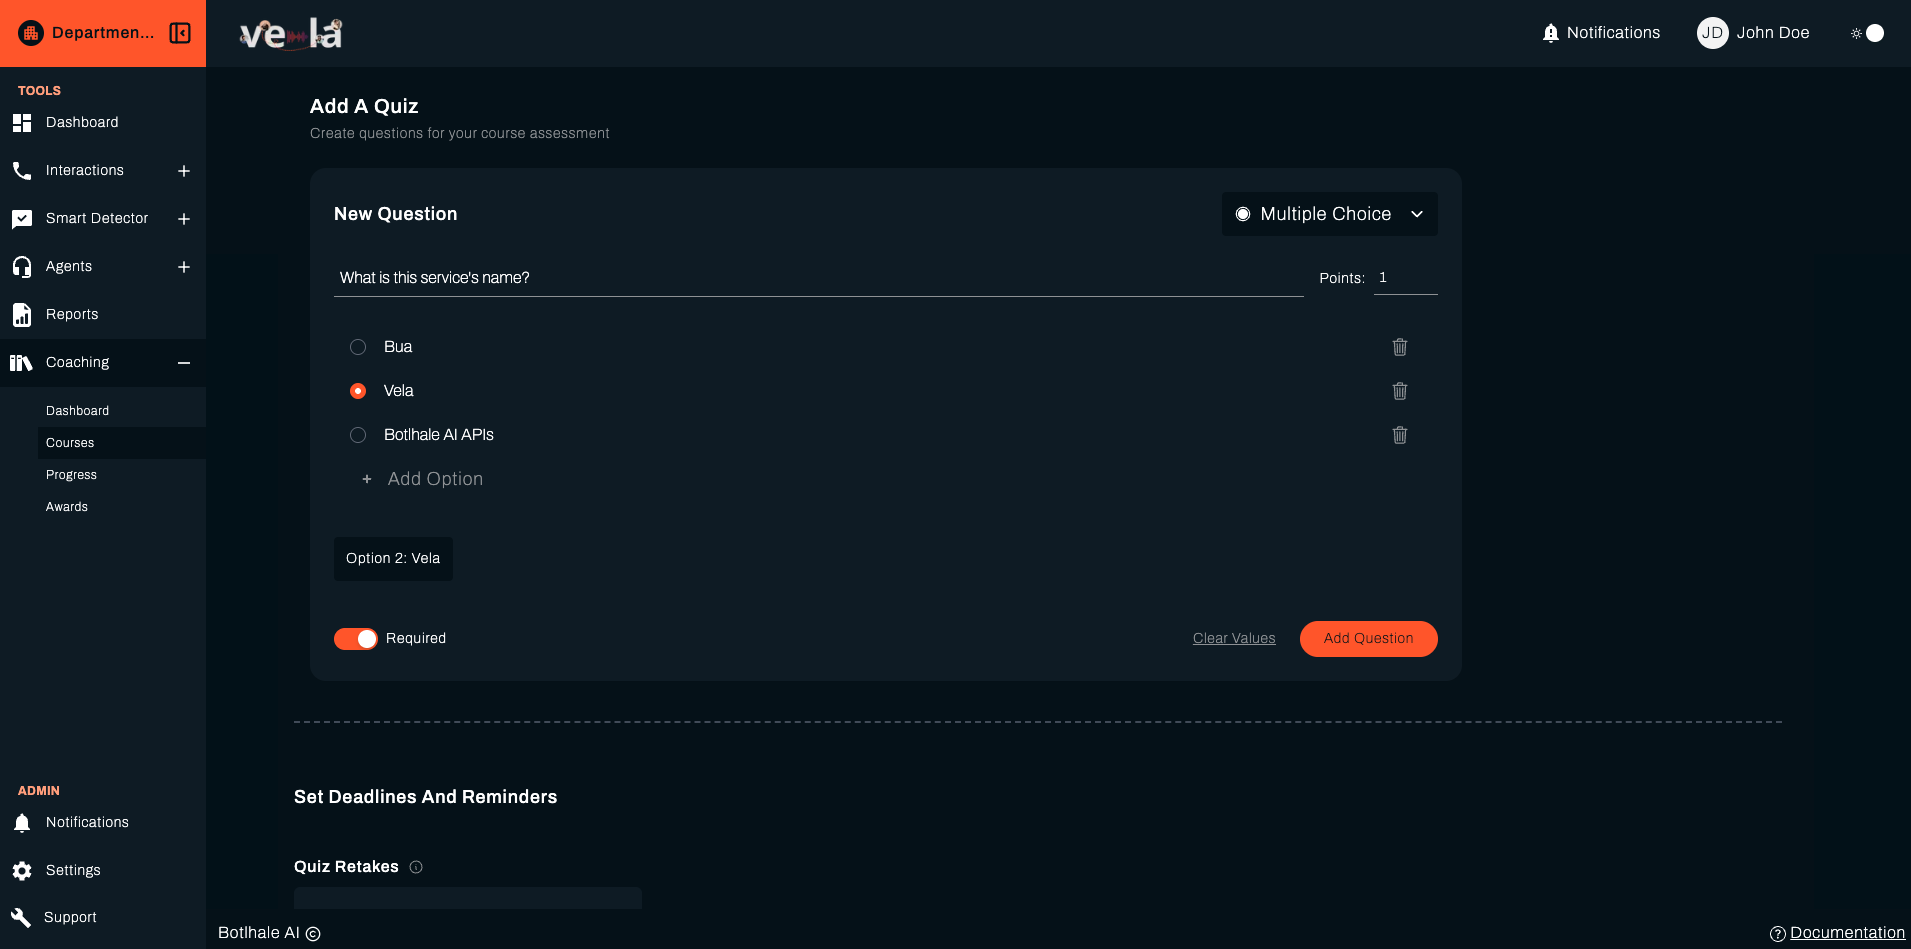 Departmen...
vela
Notifications
JD
John Doe
TOOLS
Dashboard
Interactions
Smart Detector
Agents
Reports
Coaching
Dashboard
Courses
Progress
Awards
ADMIN
Notifications
Settings
Support
Add A Quiz
Create questions for your course assessment
New Question
Multiple Choice
What is this service's name?
Points: 1
Bua
Vela
Botlhale AI APIs
+ Add Option
Option 2: Vela
Required
Clear Values
Add Question
Set Deadlines And Reminders
Quiz Retakes
Botlhale AI ©
Documentation